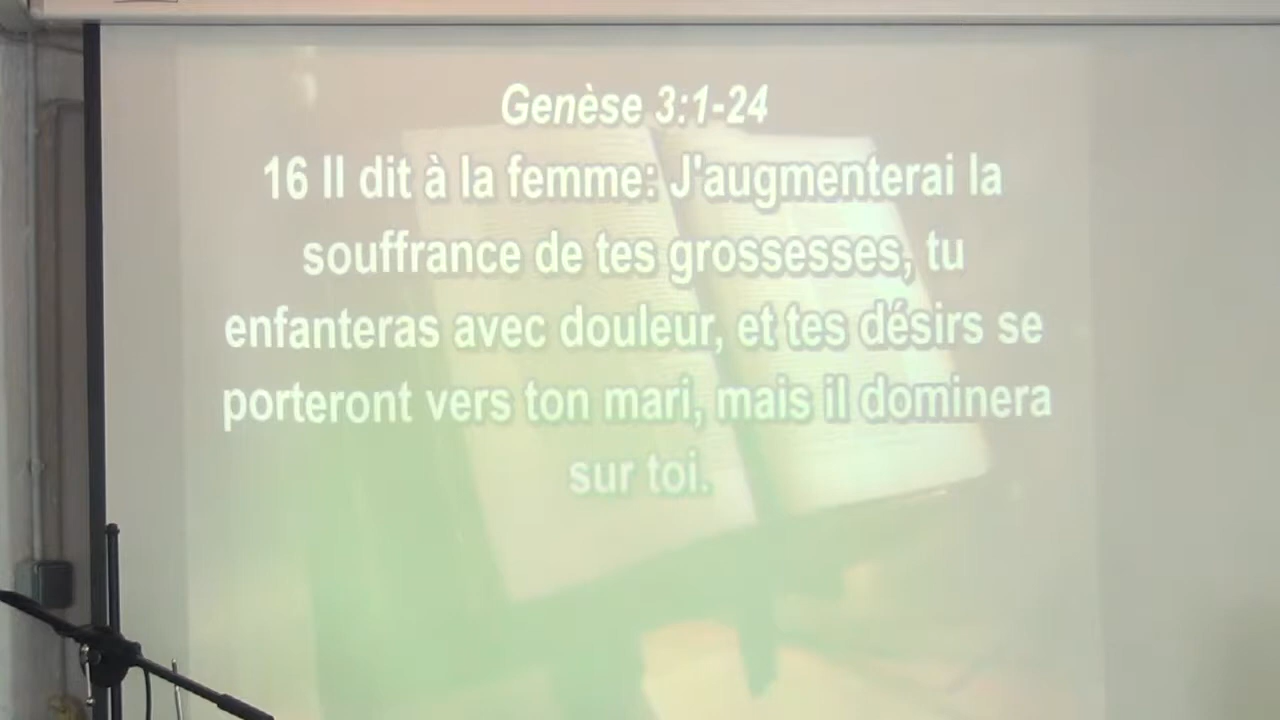 Genèse 3:1-24
16 Il dit à la femme: J'augmenterai la
souffrance de tes grossesses, tu
enfanteras avec douleur, et tes désirs se
porteront vers ton mari, mais il dominera
sur toi.